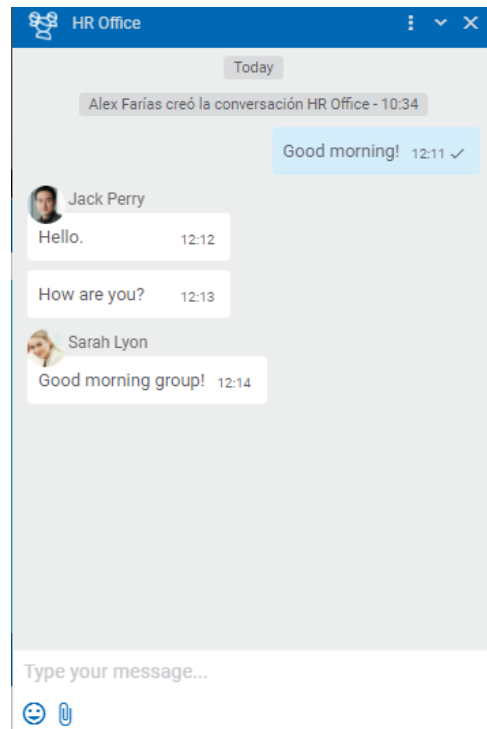 HR Office
Today
Alex Farías creó la conversación HR Office - 10:34
Good morning! 12:11
Jack Perry
Hello. 12:12
How are you? 12:13
Sarah Lyon
Good morning group! 12:14
Type your message...